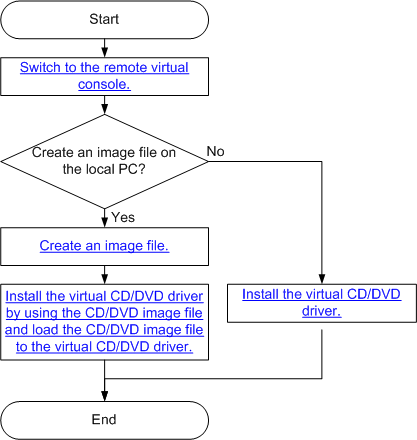 Start
Switch to the remote virtual
console.
Create an image file on
the local PC?
No
Yes
Create an image file.
Install the virtual CD/DVD driver
by using the CD/DVD image file
and load the CD/DVD image file
to the virtual CD/DVD driver.
Install the virtual CD/DVD
driver.
End